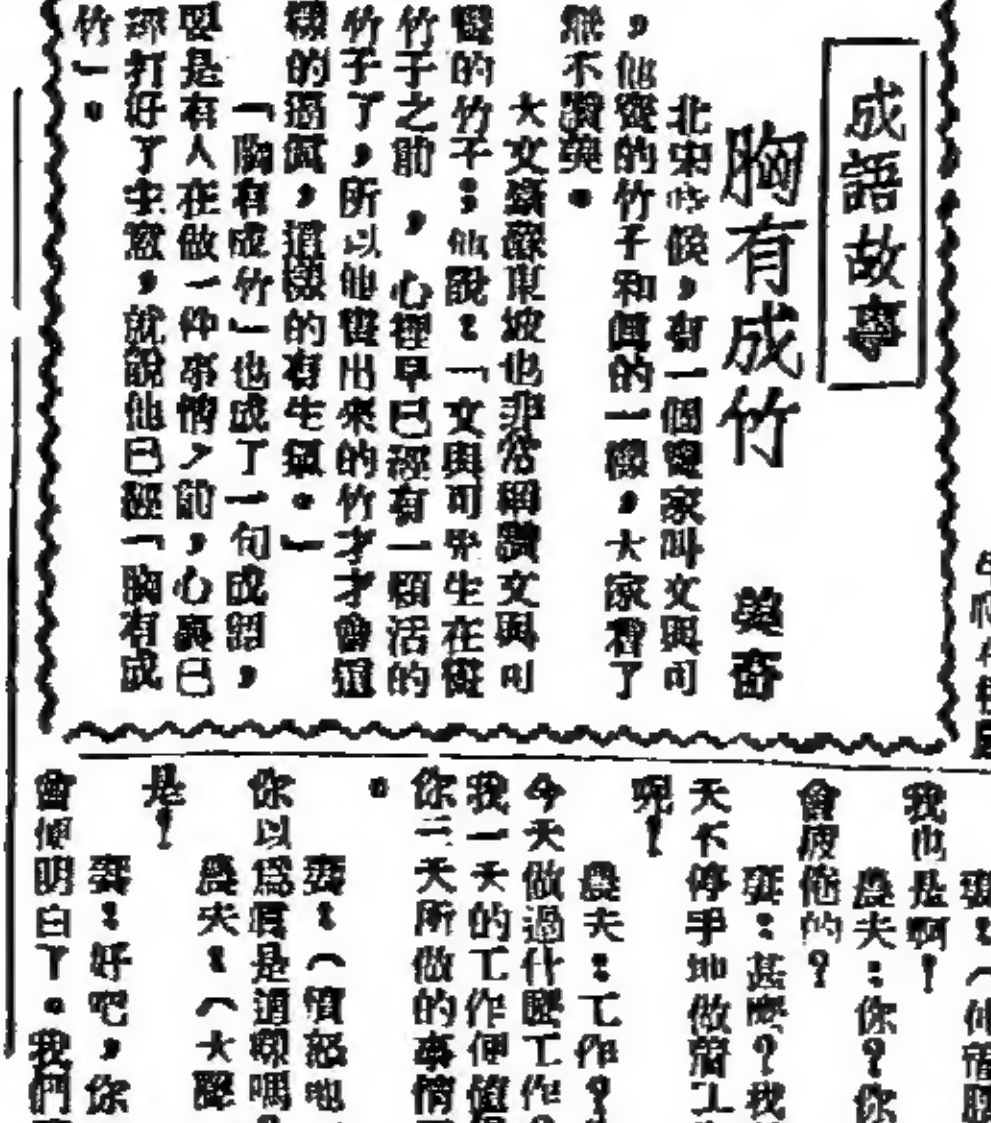 成語故事
胸有成竹
美奇
北宋時候，有一個畫家叫文與可
，他畫的竹子和眞的一樣，大家看了
無不讚美。
大文豪蘇東坡也非常稱讚文與可
畫的竹子；他說：「文與可畢生在畫
竹子之前，心裡早已經有一顆活的
竹子了，所以他畫出來的竹才才會這
樣的逼眞，這樣的有生氣。」
「胸有成竹」也成了一句成語，
要是有人在做一件事情之前，心裏已
經打好了主意，就說他已經「胸有成
竹」。
妻：（
我也是啊！
農夫：你？你
會疲倦的？
妻：甚麼？我
天不停手地做着工
呢！
農夫：工作？
今天做過什麼工作？
我一天的工作便值
你三天所做的事情
。
妻：（憤怒地
你以爲眞是這樣嗎？
農夫：（大聲
是！
妻：好吧，你
會便明白了。我們